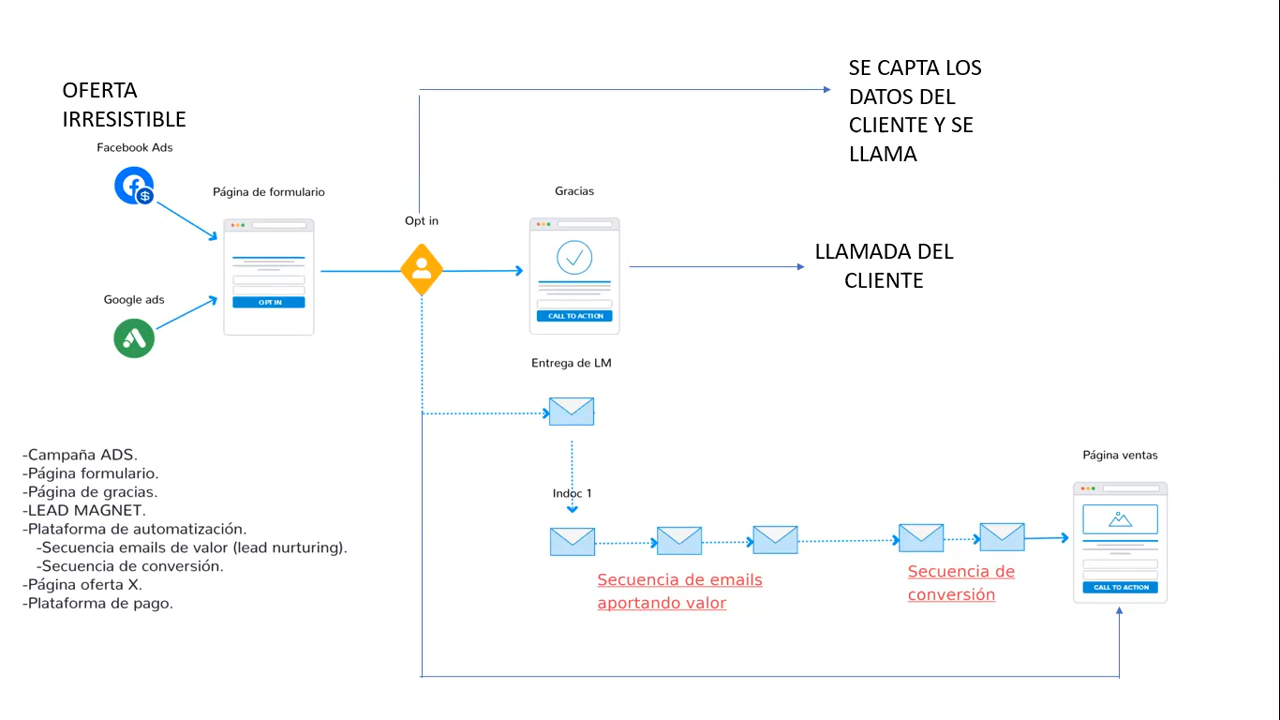 OFERTA
IRRESISTIBLE
Facebook Ads
Google ads
Página de formulario
OPT IN
Opt in
Gracias
CALL TO ACTION
SE CAPTA LOS
DATOS DEL
CLIENTE Y SE
LLAMA
LLAMADA DEL
CLIENTE
Entrega de LM
Indoc 1
Secuencia de emails
aportando valor
Secuencia de
conversión
Página ventas
CALL TO ACTION
-Campaña ADS.
-Página formulario.
-Página de gracias.
-LEAD MAGNET.
-Plataforma de automatización.
-Secuencia emails de valor (lead nurturing).
-Secuencia de conversión.
-Página oferta X.
-Plataforma de pago.